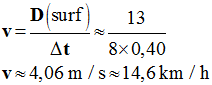 v = D(surf) / Δt ≈ 13 / 8×0,40
v ≈ 4,06 m / s ≈ 14,6 km / h